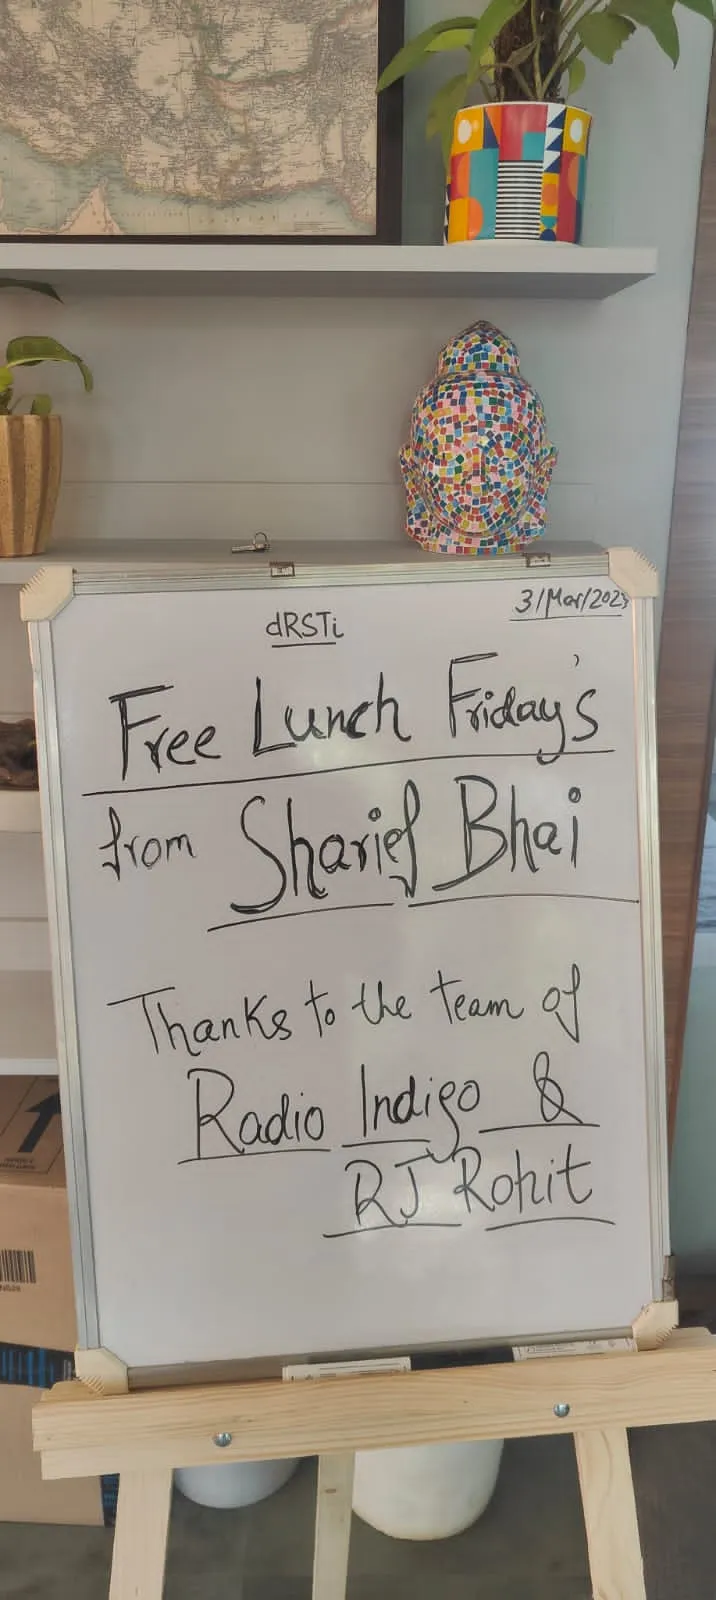 dRSTi
31/Mar/2023
Free Lunch Friday's
from Sharief Bhai
Thanks to the team of
Radio Indigo &
RJ Rohit